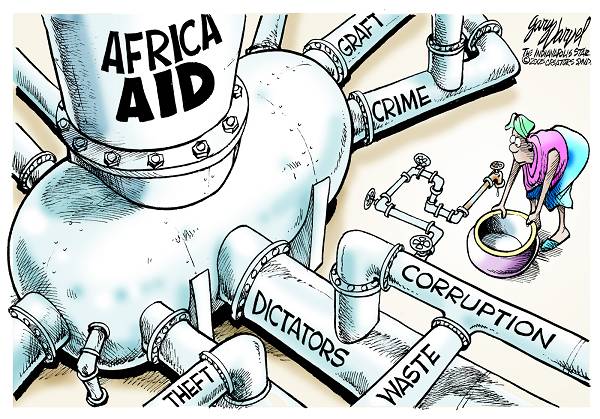 AFRICA
AID
GRAFT
CRIME
Gary Varvel
THE INDIANAPOLIS STAR
©2005 CREATORS SYND.
CORRUPTION
DICTATORS
THEFT
WASTE